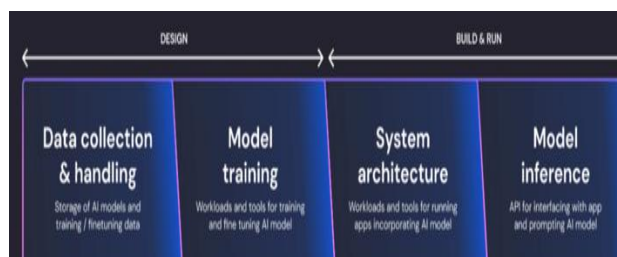 DESIGN
BUILD & RUN
Data collection
& handling
Storage of AI models and
training / finetuning data
Model
training
Workloads and tools for training
and fine tuning AI model
System
architecture
Workloads and tools for running
apps incorporating AI model
Model
inference
API for interfacing with app
and prompting AI model